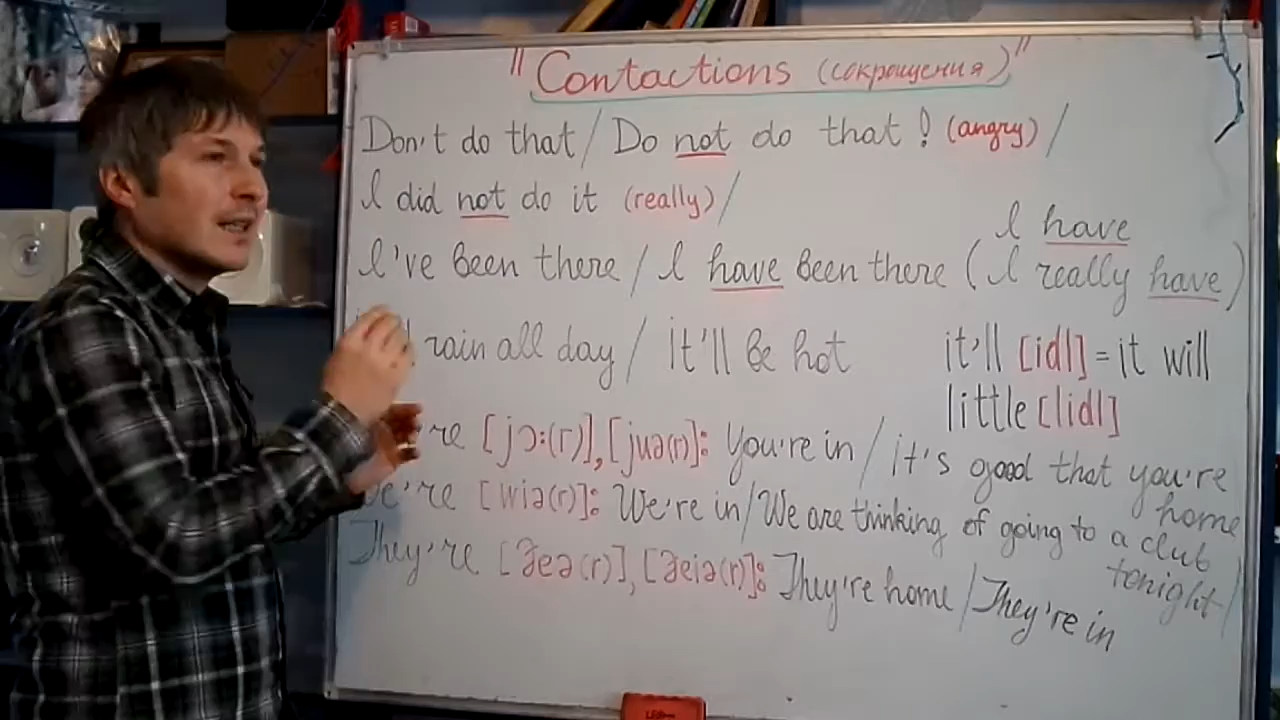 "Contactions (сокращения)"
Don't do that / Do not do that ! (angry) /
I did not do it (really) /
I have
I've been there / I have been there (I really have)
rain all day / it'll be hot
it'll [idl] = it will
little [lidl]
're [jɔ:(r)], [juə(r)]: You're in / it's good that you're home
We're [wiə(r)]: We're in / We are thinking of going to a club tonight /
They're [ðeə(r)], [ðeiə(r)]: They're home / They're in